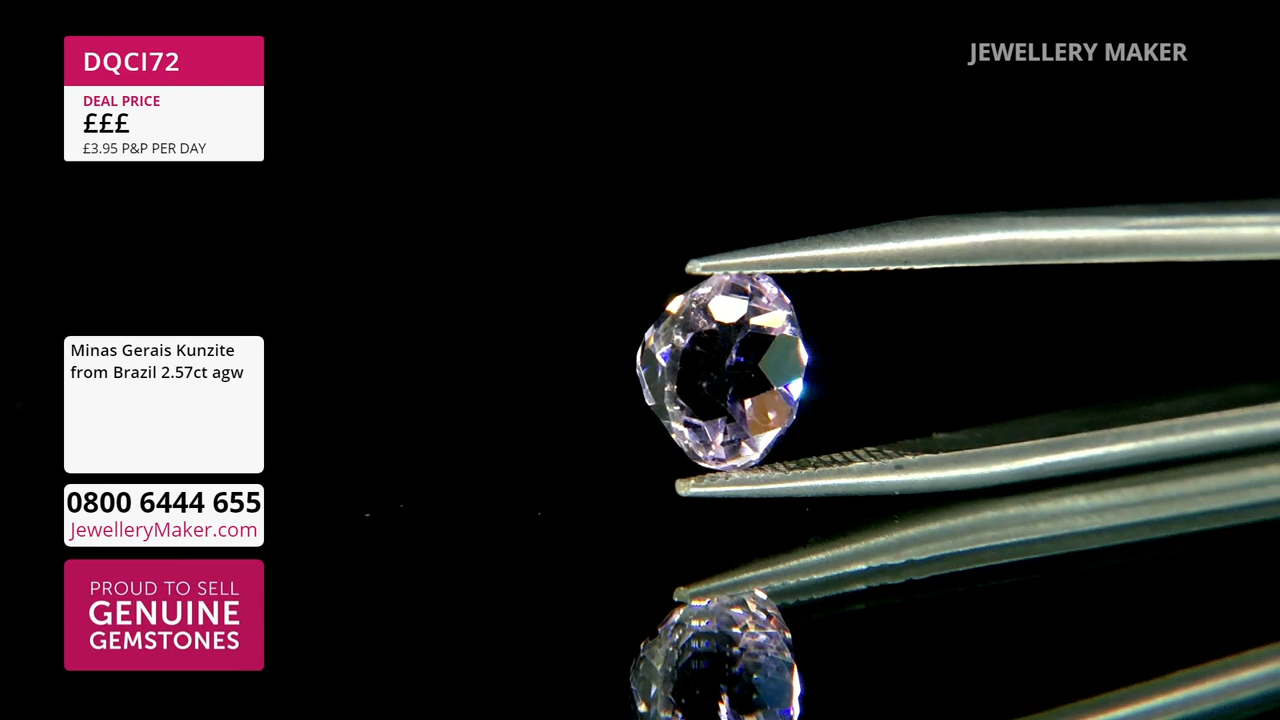 DQCI72
DEAL PRICE
£££
£3.95 P&P PER DAY
JEWELLERY MAKER
Minas Gerais Kunzite
from Brazil 2.57ct agw
0800 6444 655
JewelleryMaker.com
PROUD TO SELL
GENUINE
GEMSTONES